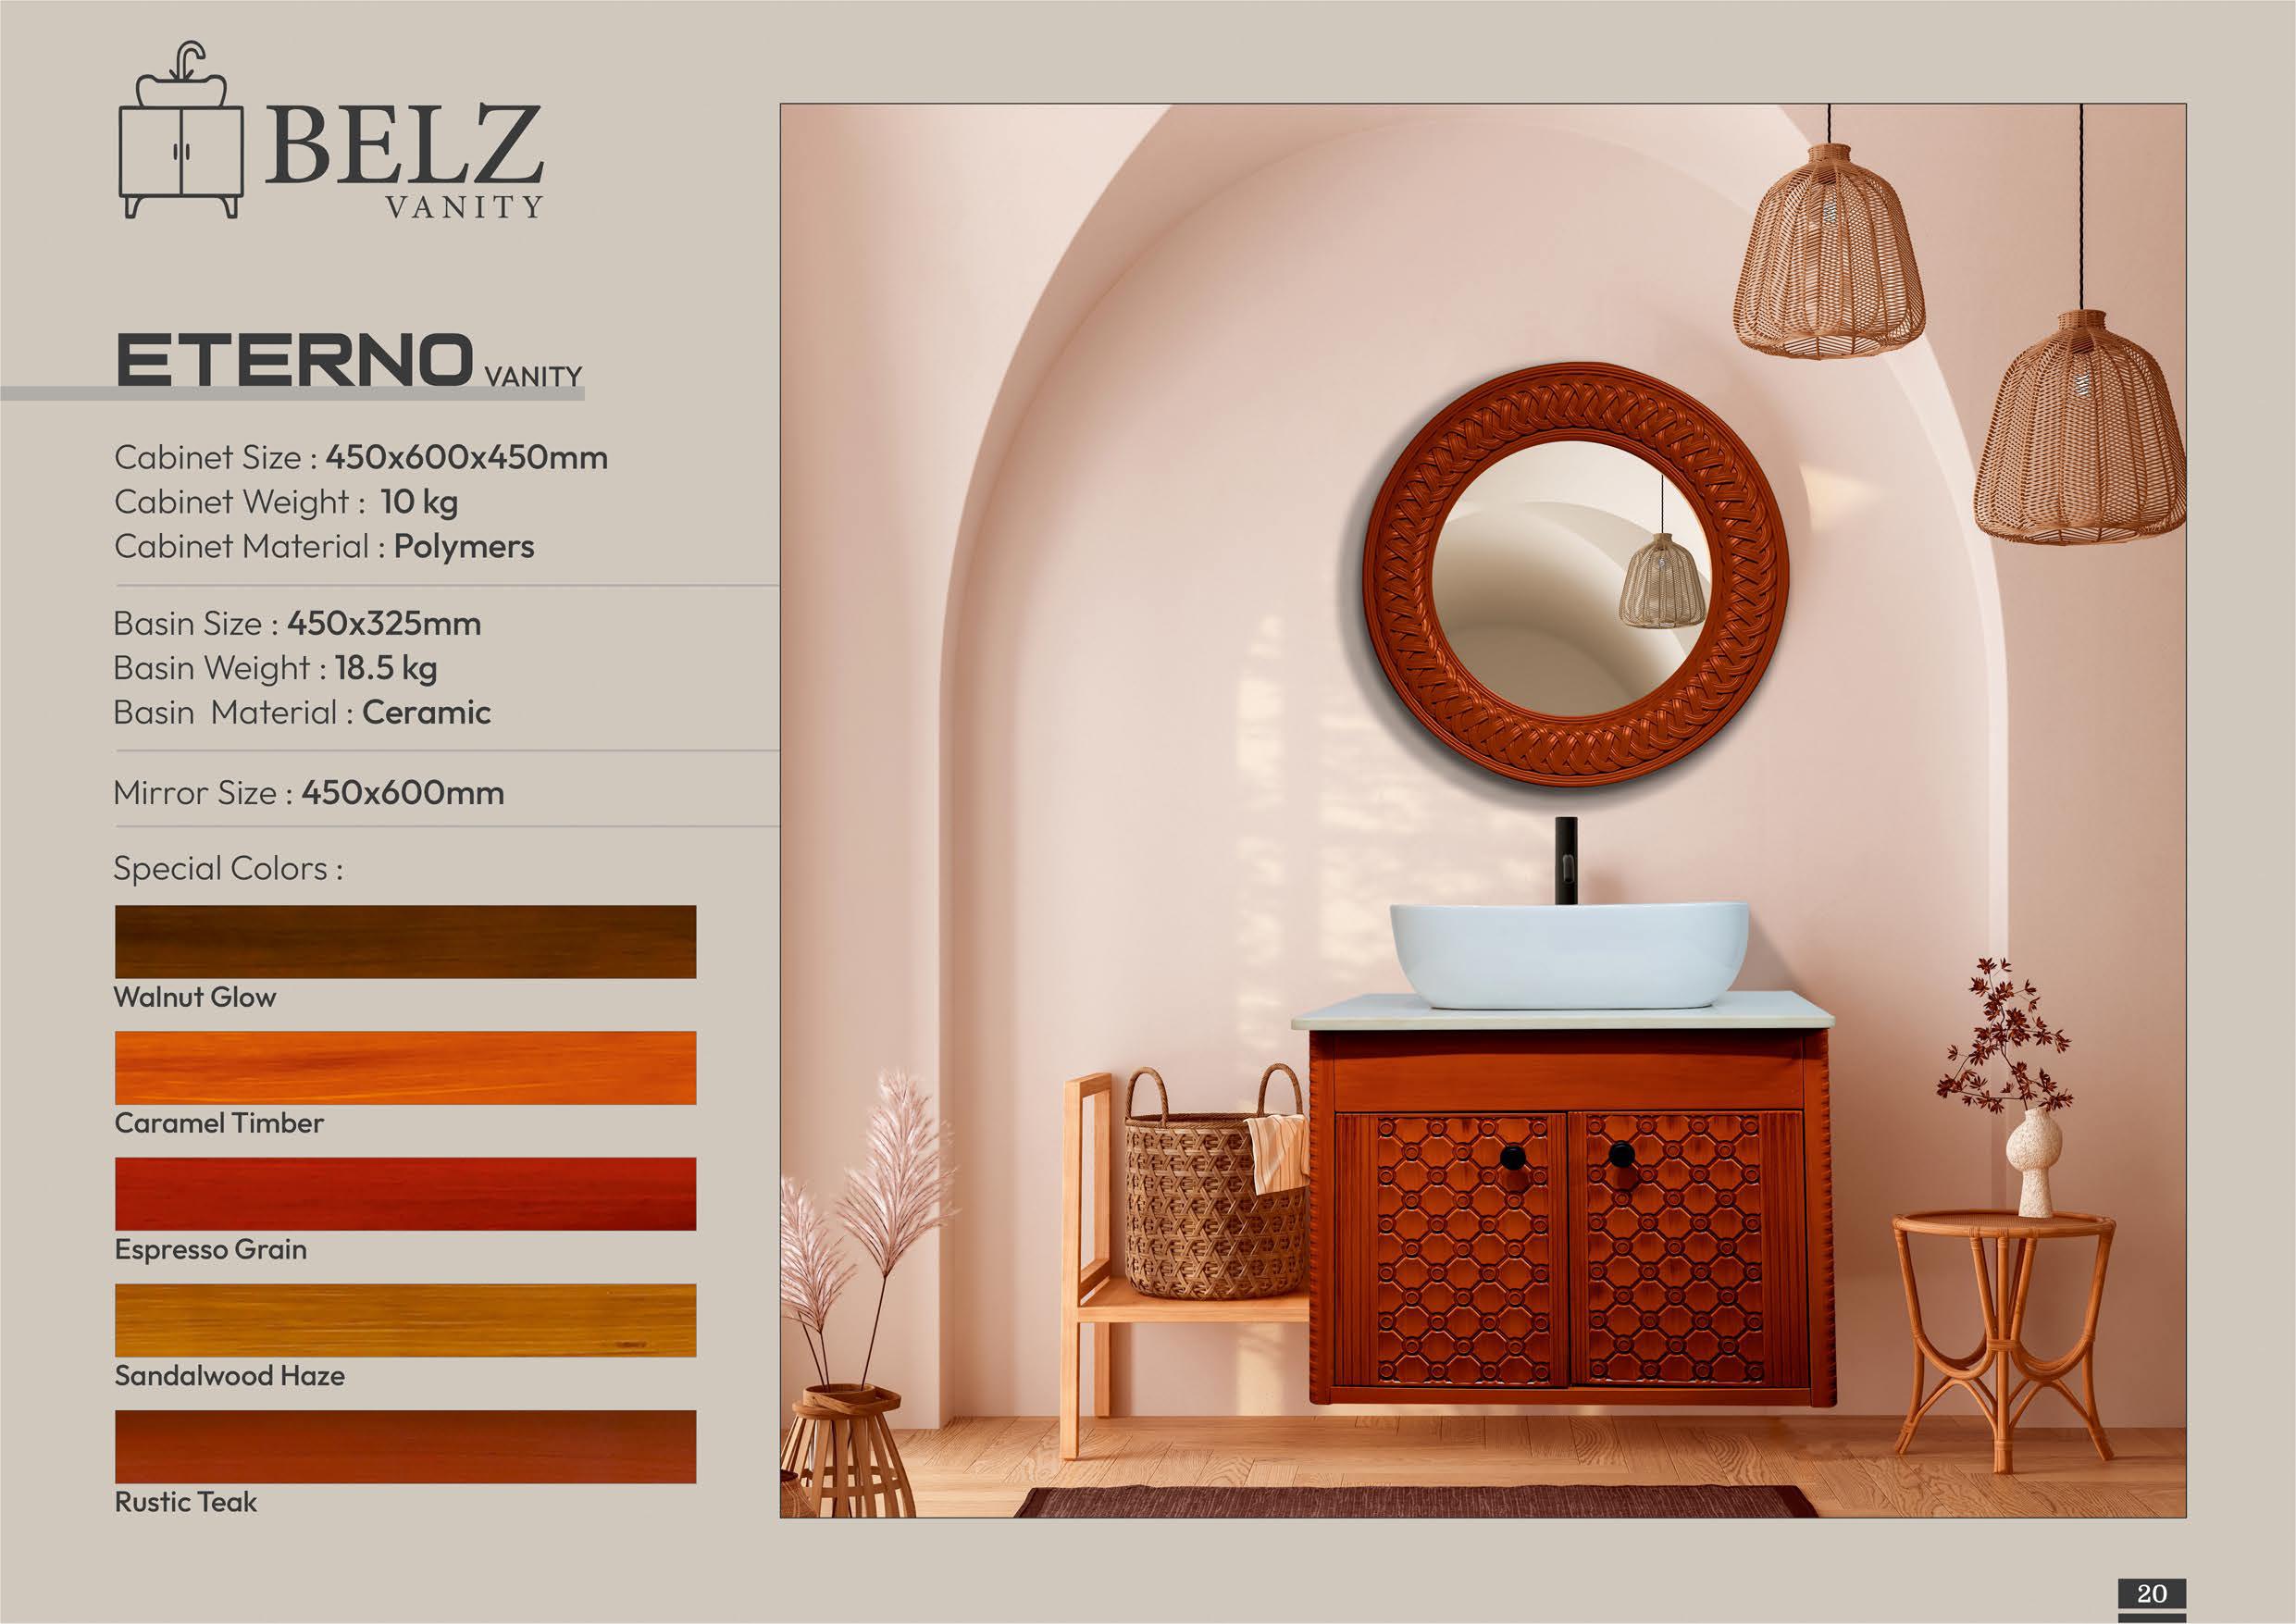 BELZ
VANITY
ETERNO VANITY
Cabinet Size : 450x600x450mm
Cabinet Weight : 10 kg
Cabinet Material : Polymers
Basin Size : 450x325mm
Basin Weight : 18.5 kg
Basin Material : Ceramic
Mirror Size : 450x600mm
Special Colors :
Walnut Glow
Caramel Timber
Espresso Grain
Sandalwood Haze
Rustic Teak
20